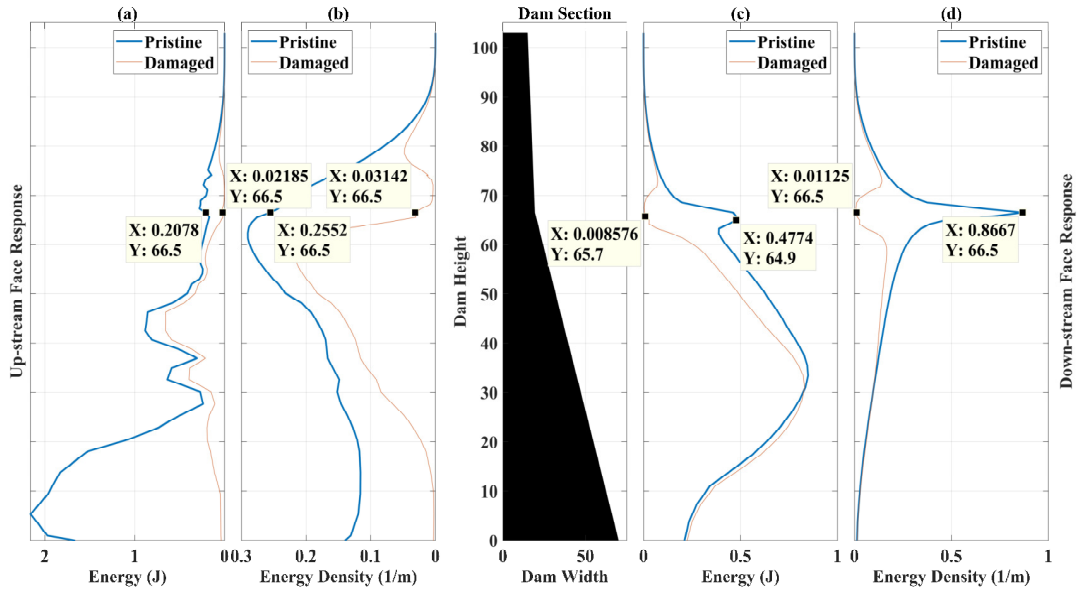 (a)
(b)
Dam Section
(c)
(d)
Pristine
Damaged
Pristine
Damaged
Pristine
Damaged
Pristine
Damaged
Up-stream Face Response
X: 0.02185
Y: 66.5
X: 0.2078
Y: 66.5
X: 0.03142
Y: 66.5
X: 0.2552
Y: 66.5
Dam Height
100
90
80
70
60
50
40
30
20
10
0
X: 0.008576
Y: 65.7
X: 0.4774
Y: 64.9
X: 0.01125
Y: 66.5
X: 0.8667
Y: 66.5
Down-stream Face Response
2 1 0
0.3 0.2 0.1 0
0 50
0 0.5 1
0 0.5 1
Energy (J)
Energy Density (1/m)
Dam Width
Energy (J)
Energy Density (1/m)